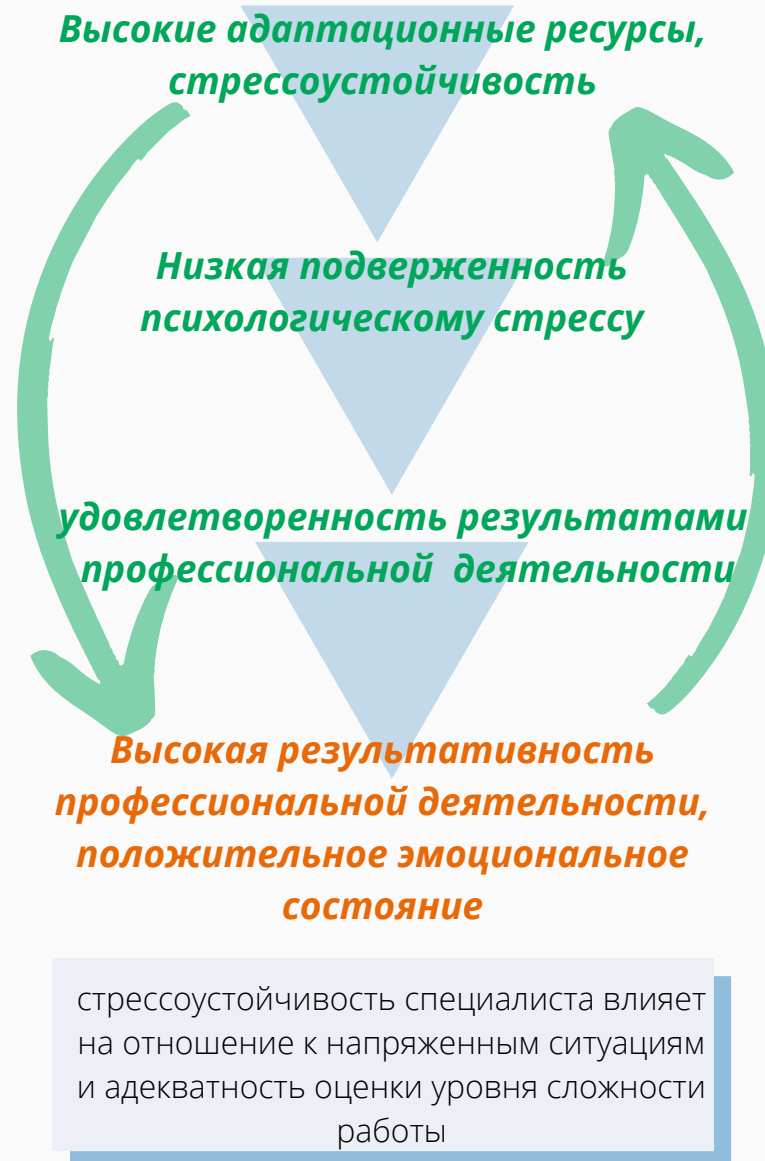 Высокие адаптационные ресурсы,
стрессоустойчивость
Низкая подверженность
психологическому стрессу
удовлетворенность результатами
профессиональной деятельности
Высокая результативность
профессиональной деятельности,
положительное эмоциональное
состояние
стрессоустойчивость специалиста влияет
на отношение к напряженным ситуациям
и адекватность оценки уровня сложности
работы